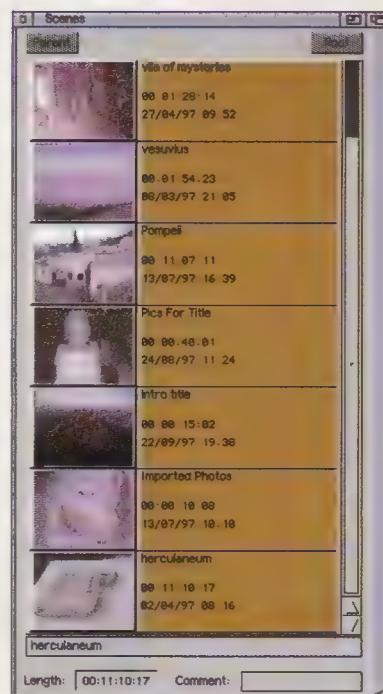 Scenes
Parent
Root
villa of mysteries
00 01 28:14
27/04/97 09 52
vesuvius
00.01 54.23
08/03/97 21 05
Pompeii
00 11 07 11
13/07/97 16 39
Pics For Title
00 00.40.01
24/08/97 11 24
intro title
00 00 15:02
22/09/97 19.38
Imported Photos
00:00 10 08
13/07/97 10.10
herculaneum
00 11 10 17
02/04/97 08 16
herculaneum
Length: 00:11:10:17 Comment: